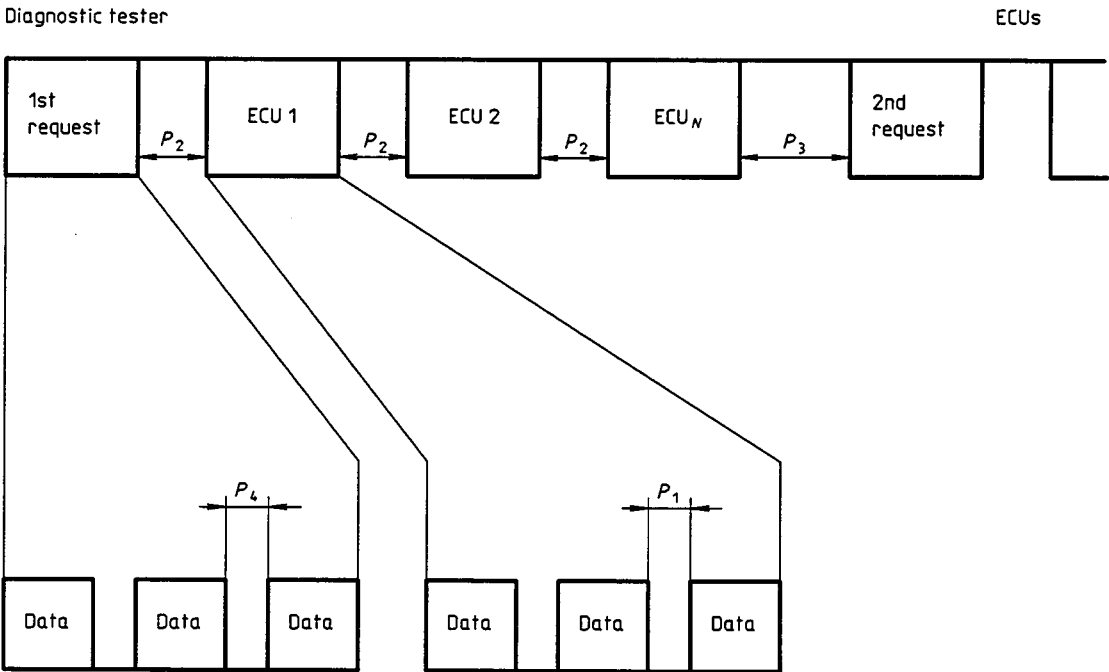 Diagnostic tester
ECUs
1st
request
P2
ECU 1
P2
ECU 2
P2
ECUN
P3
2nd
request
P4
P1
Data
Data
Data
Data
Data
Data